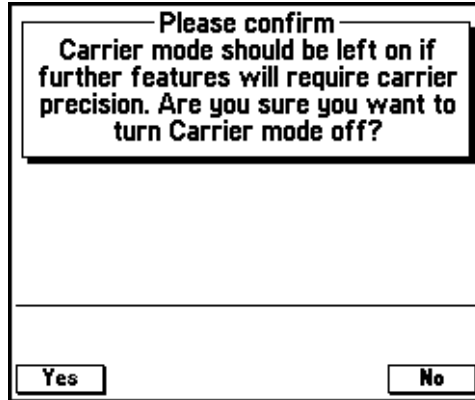 Please confirm
Carrier mode should be left on if
further features will require carrier
precision. Are you sure you want to
turn Carrier mode off?
Yes
No